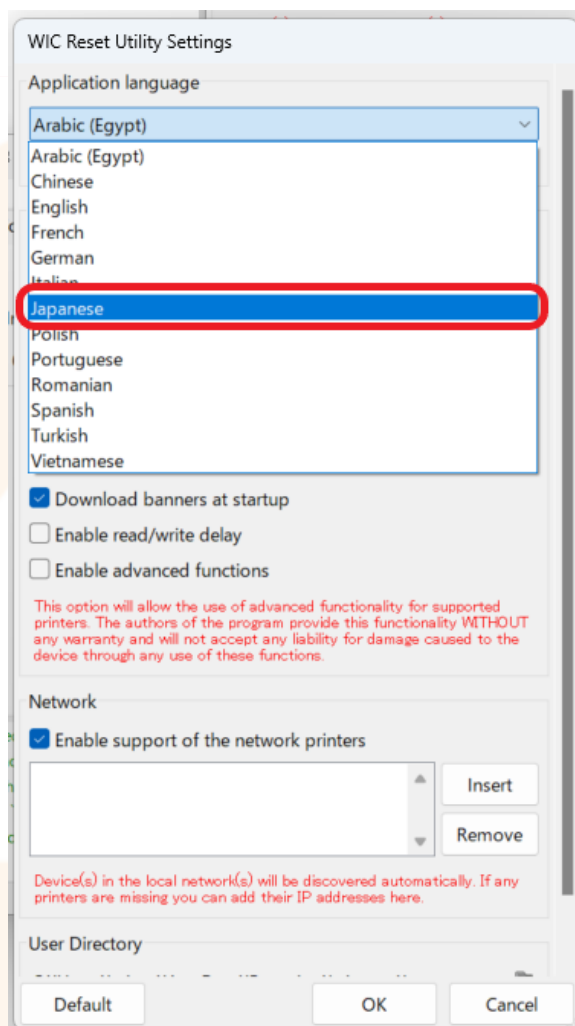 WIC Reset Utility Settings
Application language
Arabic (Egypt)
Arabic (Egypt)
Chinese
English
French
German
Italian
Japanese
Polish
Portuguese
Romanian
Spanish
Turkish
Vietnamese
Download banners at startup
Enable read/write delay
Enable advanced functions
This option will allow the use of advanced functionality for supported
printers. The authors of the program provide this functionality WITHOUT
any warranty and will not accept any liability for damage caused to the
device through any use of these functions.
Network
Enable support of the network printers
Insert
Remove
Device(s) in the local network(s) will be discovered automatically. If any
printers are missing you can add their IP addresses here.
User Directory
Default
OK
Cancel